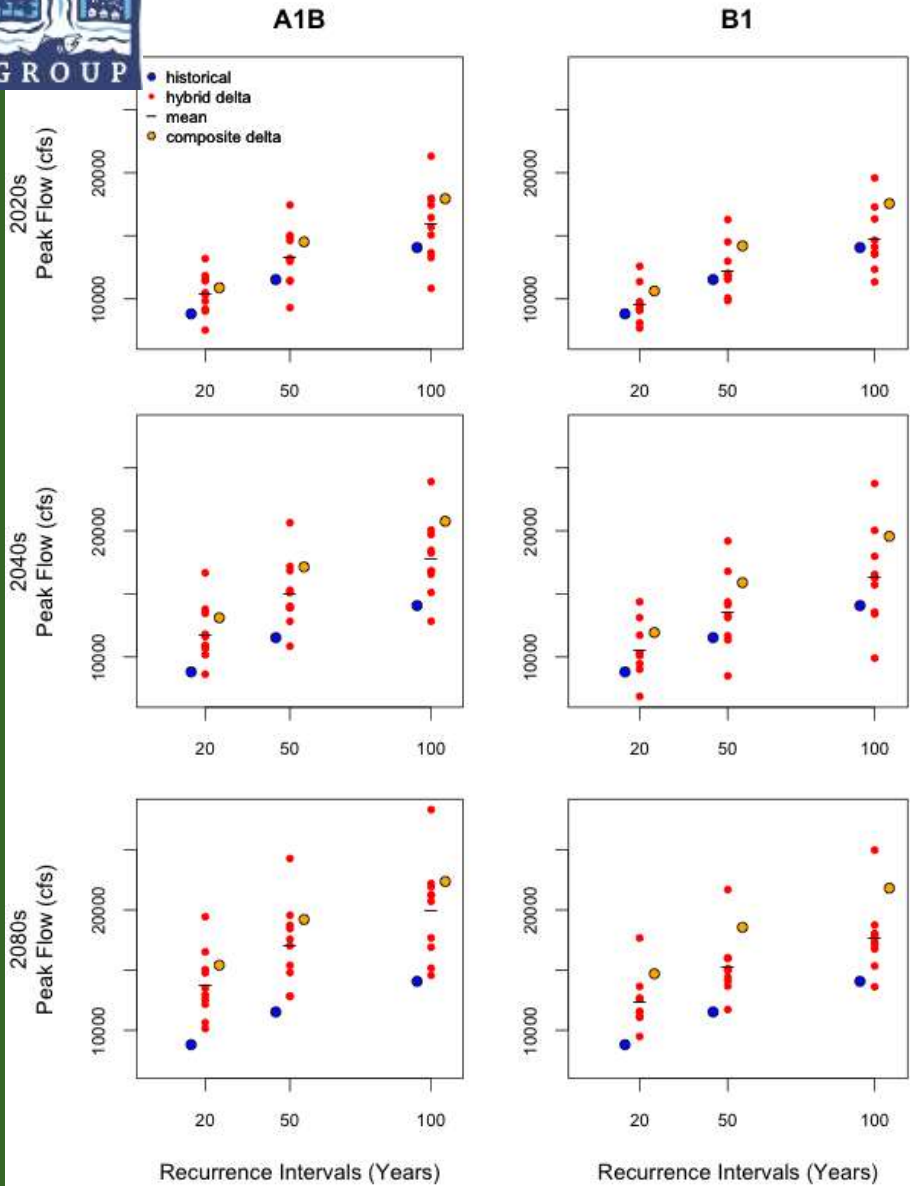 A1B
B1
GROUP
historical
hybrid delta
mean
composite delta
2020s
Peak Flow (cfs)
20000
10000
20000
10000
20
50
100
20
50
100
2040s
Peak Flow (cfs)
20000
10000
20000
10000
20
50
100
20
50
100
2080s
Peak Flow (cfs)
20000
10000
20000
10000
20
50
100
20
50
100
Recurrence Intervals (Years)
Recurrence Intervals (Years)